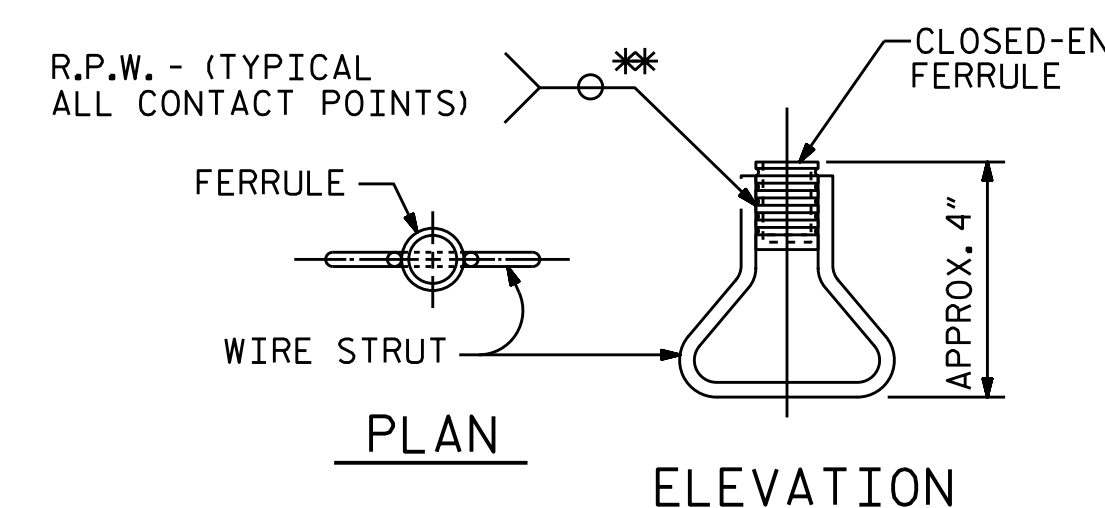 R.P.W. - (TYPICAL
ALL CONTACT POINTS)
**
CLOSED-EN
FERRULE
FERRULE
APPROX. 4"
WIRE STRUT
PLAN
ELEVATION